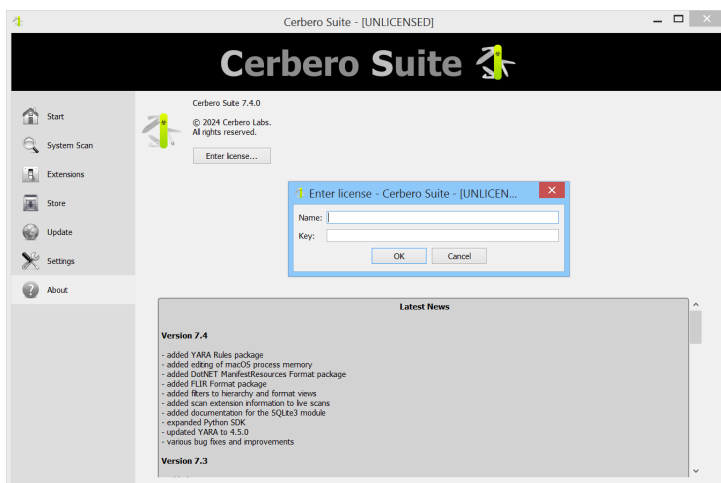 Cerbero Suite - [UNLICENSED]
Cerbero Suite
Start
System Scan
Extensions
Store
Update
Settings
About
Cerbero Suite 7.4.0
© 2024 Cerbero Labs.
All rights reserved.
Enter license...
Enter license - Cerbero Suite - [UNLICEN...
Name:
Key:
OK Cancel
Latest News
Version 7.4
- added YARA Rules package
- added editing of macOS process memory
- added DotNET ManifestResources Format package
- added FLIR Format package
- added filters to hierarchy and format views
- added scan extension information to live scans
- added documentation for the SQLite3 module
- expanded Python SDK
- updated YARA to 4.5.0
- various bug fixes and improvements
Version 7.3